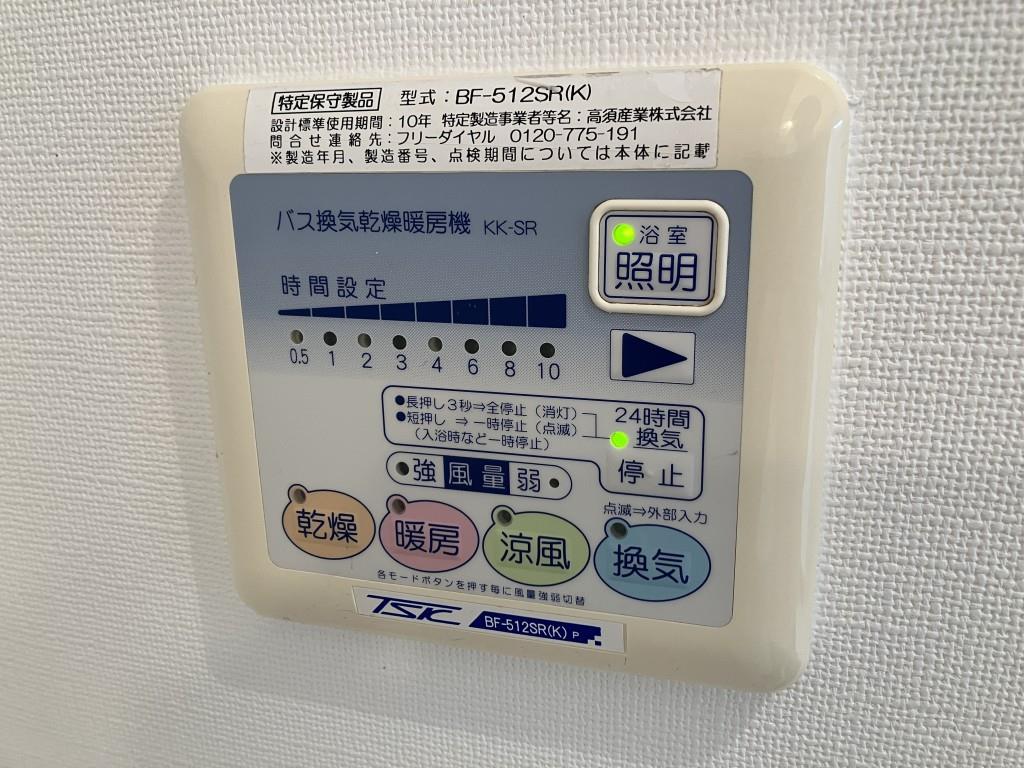 特定保守製品 型式：BF-512SR(K)
設計標準使用期間：10年 特定製造事業者等名：高須産業株式会社
問合せ連絡先：フリーダイヤル 0120-775-191
※製造年月、製造番号、点検期間については本体に記載
バス換気乾燥暖房機 KK-SR
浴室
照明
時間設定
0.5 1 2 3 4 6 8 10
●長押し３秒⇒全停止（消灯）
●短押し ⇒一時停止（点滅）
（入浴時など一時停止）
24時間
換気
停止
強 風量 弱
点滅⇒外部入力
乾燥 暖房 涼風 換気
各モードボタンを押す毎に風量強弱切替
TSK BF-512SR(K) P